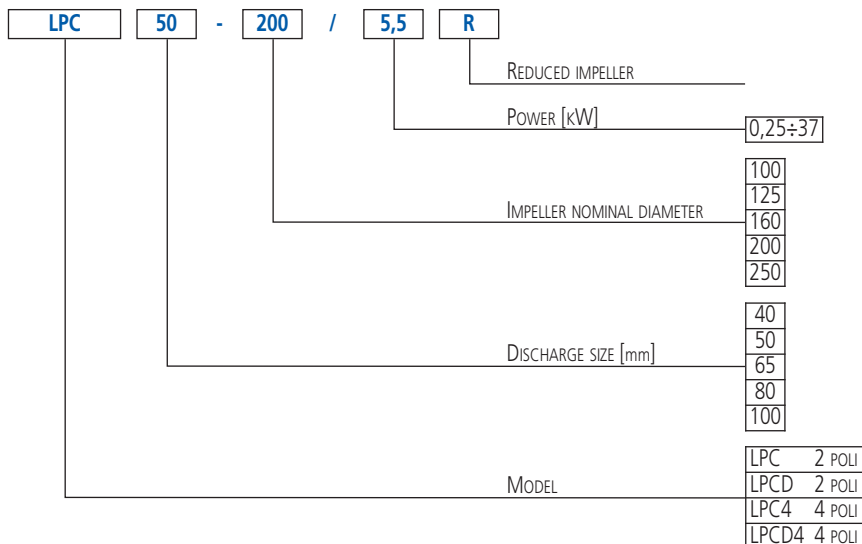 LPC 50 - 200 / 5,5 R
REDUCED IMPELLER
POWER [KW]
0,25÷37
100
125
IMPELLER NOMINAL DIAMETER 160
200
250
40
50
DISCHARGE SIZE [mm] 65
80
100
LPC 2 POLI
MODEL LPCD 2 POLI
LPC4 4 POLI
LPCD4 4 POLI